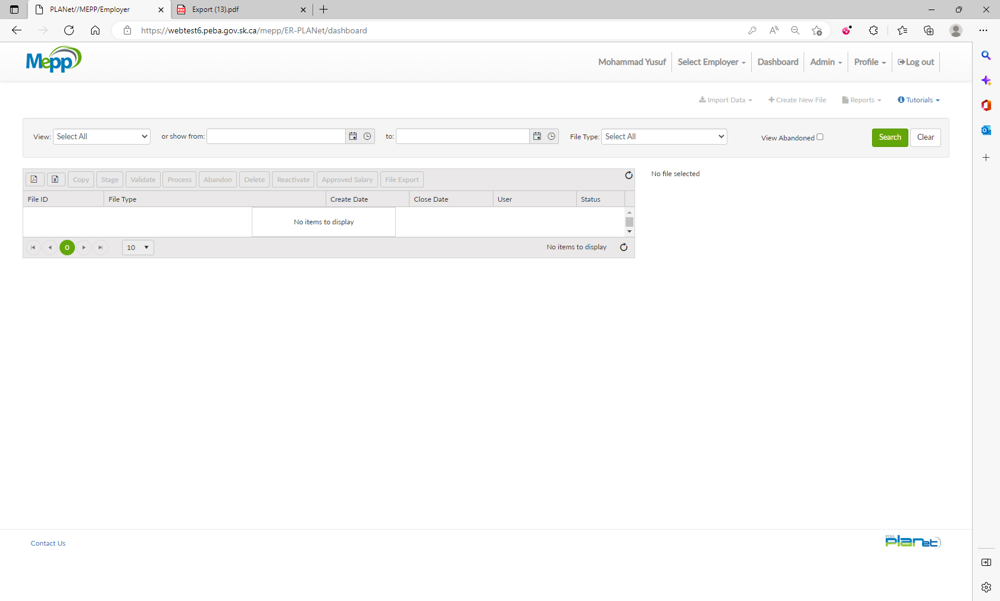 PLANet//MEPP/Employer
Export (13).pdf
https://webtest6.peba.gov.sk.ca/mepp/ER-PLANet/dashboard
Mepp
Mohammad Yusuf Select Employer Dashboard Admin Profile Log out
Import Data Create New File Reports Tutorials
View: Select All or show from: to: File Type: Select All View Abandoned Search Clear
Copy Stage Validate Process Abandon Delete Reactivate Approved Salary File Export
No file selected
File ID File Type Create Date Close Date User Status
No items to display
0 10 No items to display
Contact Us
PEBA
planet